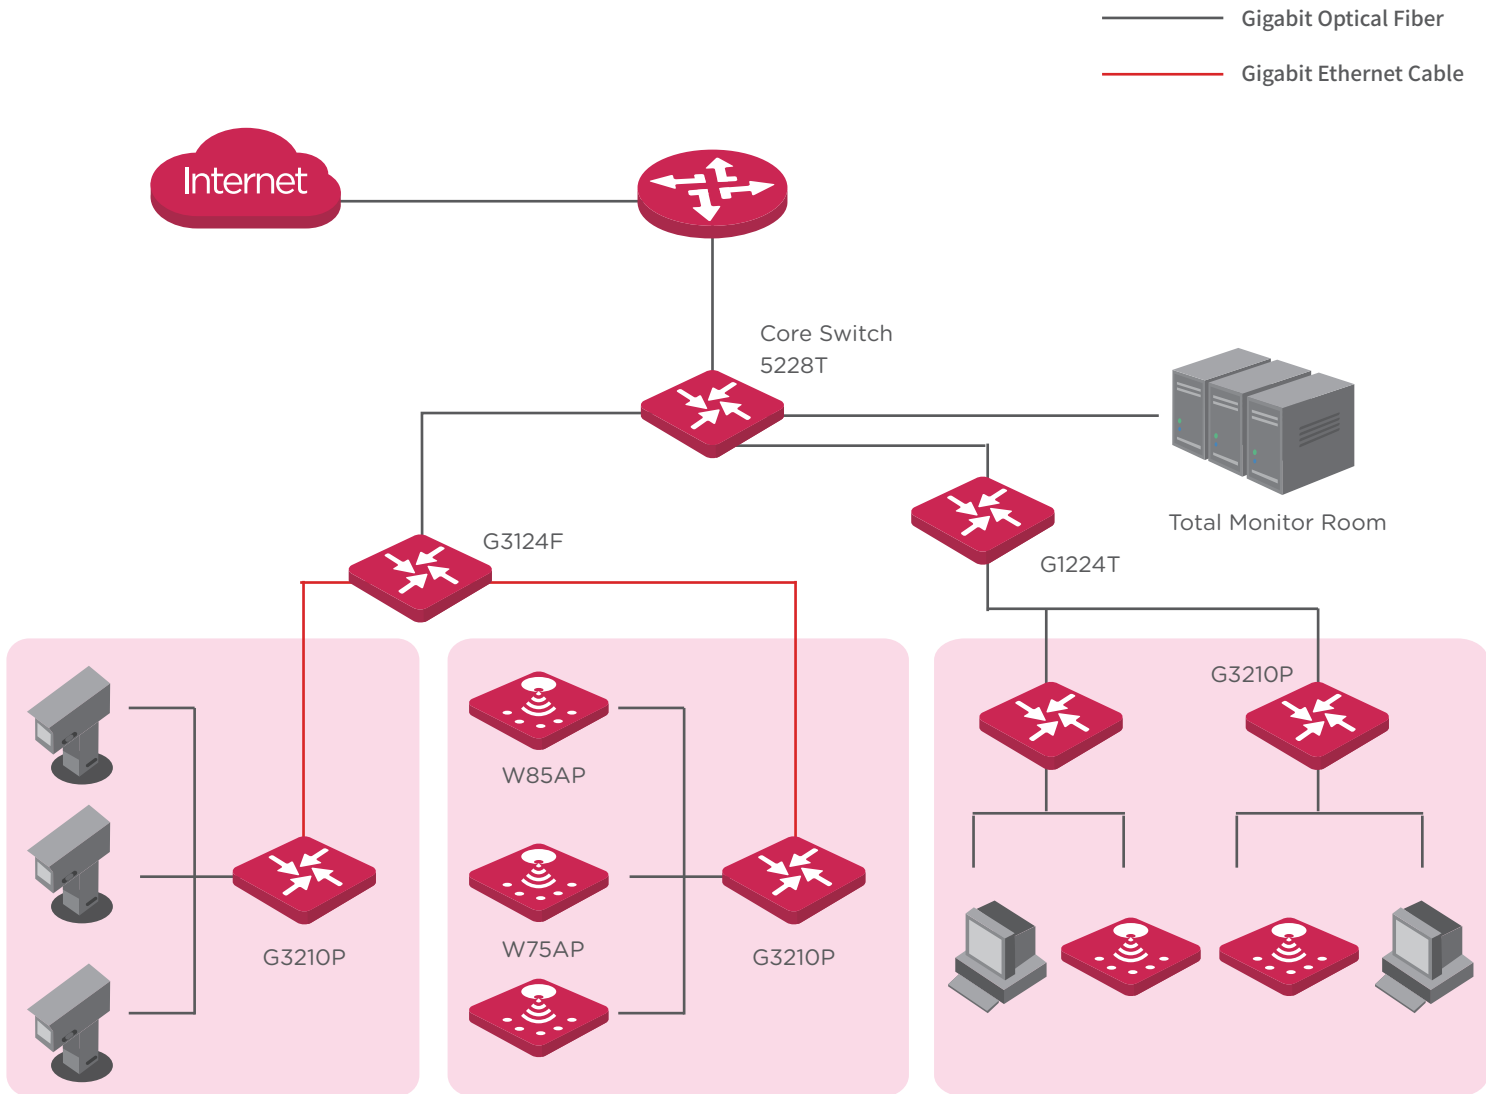 Gigabit Optical Fiber
Gigabit Ethernet Cable
Internet
Core Switch
5228T
Total Monitor Room
G3124F
G1224T
G3210P
W85AP
W75AP
G3210P
G3210P